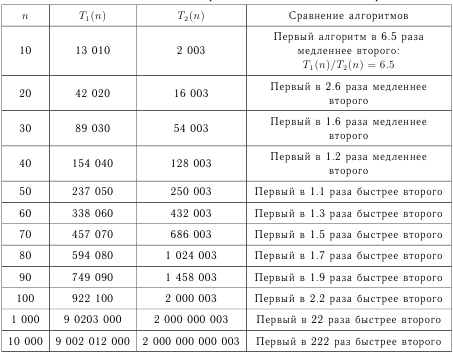 n T₁(n) T₂(n) Сравнение алгоритмов
10 13 010 2 003 Первый алгоритм в 6.5 раза
медленнее второго:
T₁(n)/T₂(n) = 6.5
20 42 020 16 003 Первый в 2.6 раза медленнее
второго
30 89 030 54 003 Первый в 1.6 раза медленнее
второго
40 154 040 128 003 Первый в 1.2 раза медленнее
второго
50 237 050 250 003 Первый в 1.1 раза быстрее второго
60 338 060 432 003 Первый в 1.3 раза быстрее второго
70 457 070 686 003 Первый в 1.5 раза быстрее второго
80 594 080 1 024 003 Первый в 1.7 раза быстрее второго
90 749 090 1 458 003 Первый в 1.9 раза быстрее второго
100 922 100 2 000 003 Первый в 2.2 раза быстрее второго
1 000 9 0203 000 2 000 000 003 Первый в 22 раза быстрее второго
10 000 9 002 012 000 2 000 000 000 003 Первый в 222 раз быстрее второго